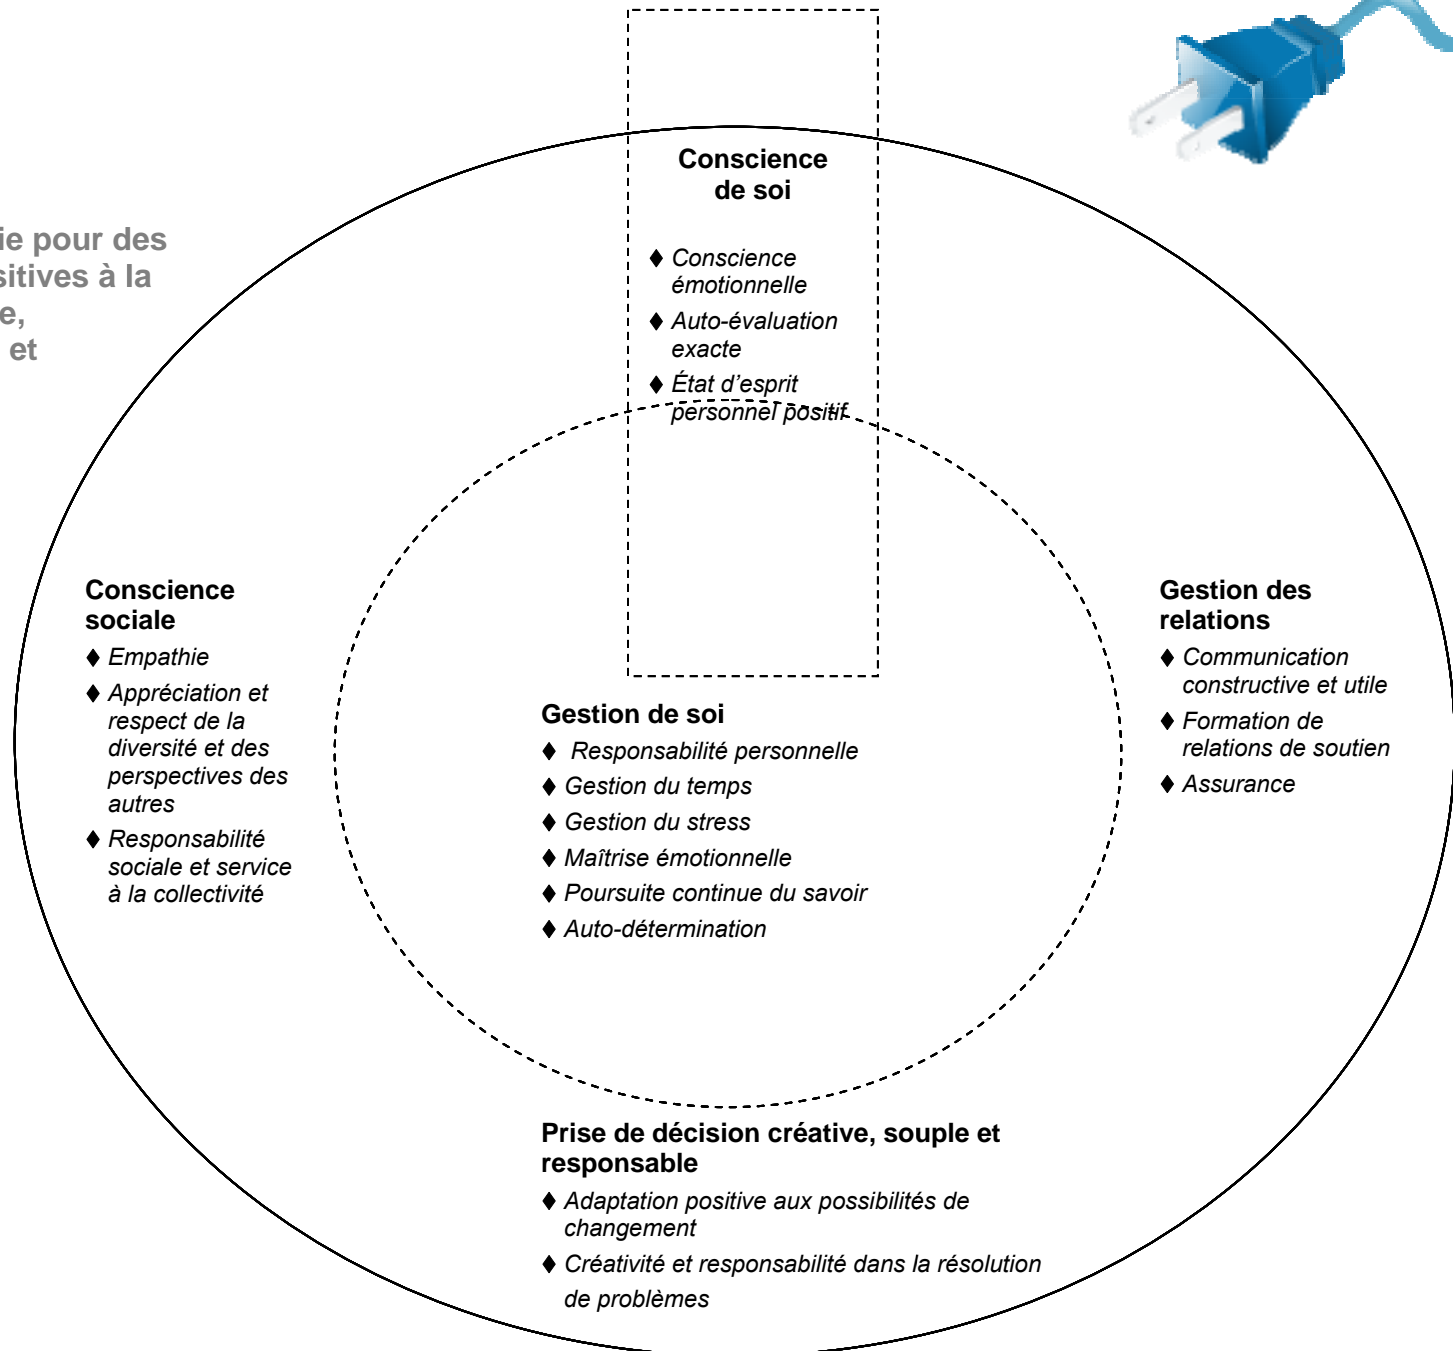 Conscience
de soi
♦ Conscience
émotionnelle
♦ Auto-évaluation
exacte
♦ État d’esprit
personnel positif
ie pour des
sitives à la
e,
et
Conscience
sociale
♦ Empathie
♦ Appréciation et
respect de la
diversité et des
perspectives des
autres
♦ Responsabilité
sociale et service
à la collectivité
Gestion de soi
♦ Responsabilité personnelle
♦ Gestion du temps
♦ Gestion du stress
♦ Maîtrise émotionnelle
♦ Poursuite continue du savoir
♦ Auto-détermination
Gestion des
relations
♦ Communication
constructive et utile
♦ Formation de
relations de soutien
♦ Assurance
Prise de décision créative, souple et
responsable
♦ Adaptation positive aux possibilités de
changement
♦ Créativité et responsabilité dans la résolution
de problèmes